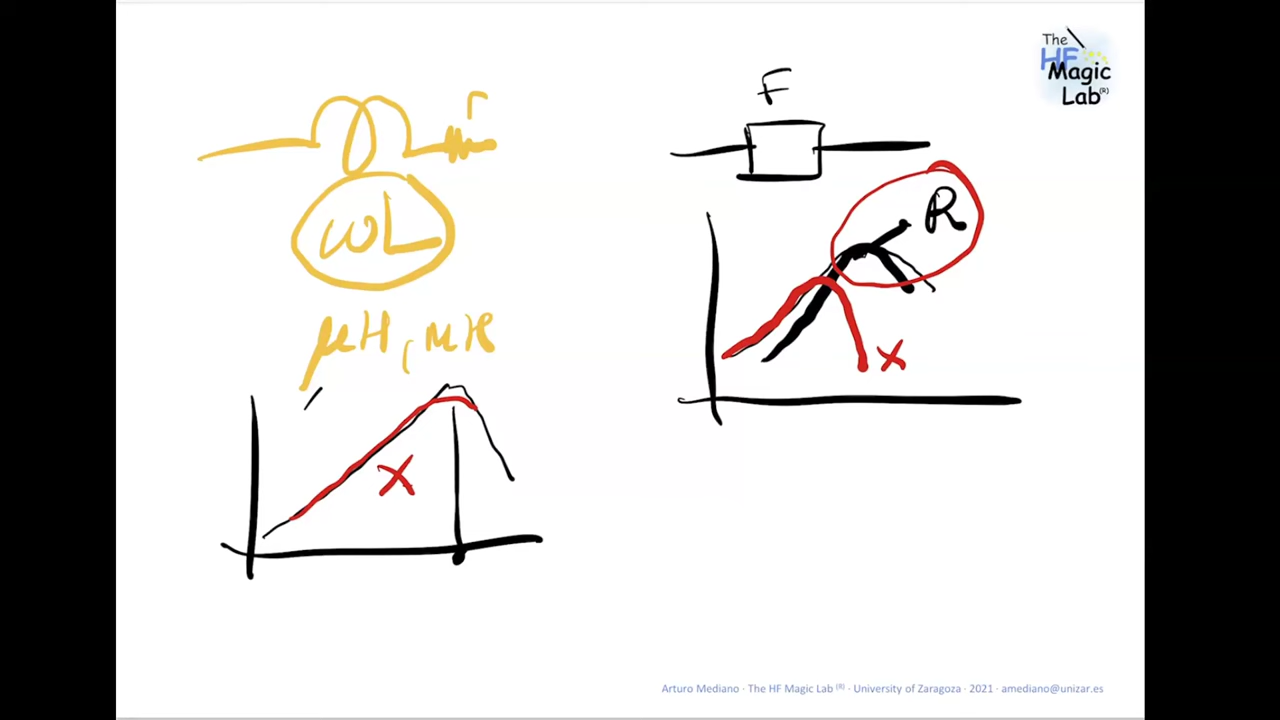 The
HF
Magic
Lab(R)
F
r
ωL
R
X
μH, mH
X
Arturo Mediano · The HF Magic Lab (R) · University of Zaragoza · 2021 · amediano@unizar.es